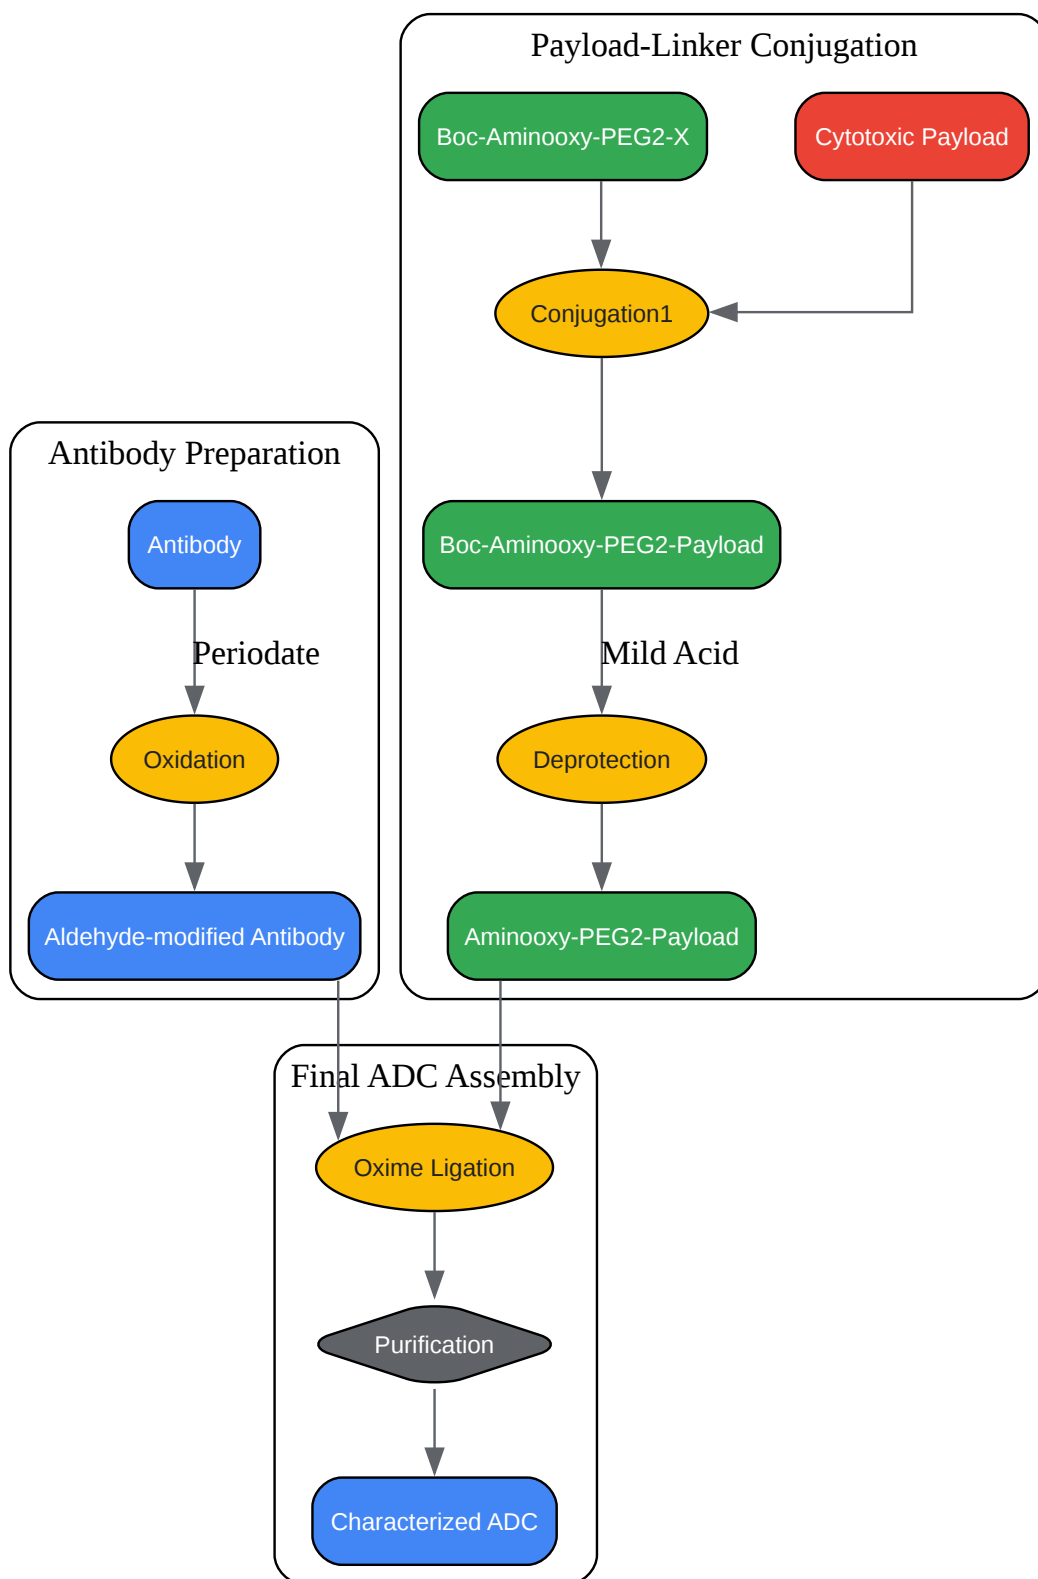 Payload-Linker Conjugation
Boc-Aminooxy-PEG2-X
Cytotoxic Payload
Conjugation1
Boc-Aminooxy-PEG2-Payload
Mild Acid
Deprotection
Aminooxy-PEG2-Payload
Antibody Preparation
Antibody
Periodate
Oxidation
Aldehyde-modified Antibody
Final ADC Assembly
Oxime Ligation
Purification
Characterized ADC